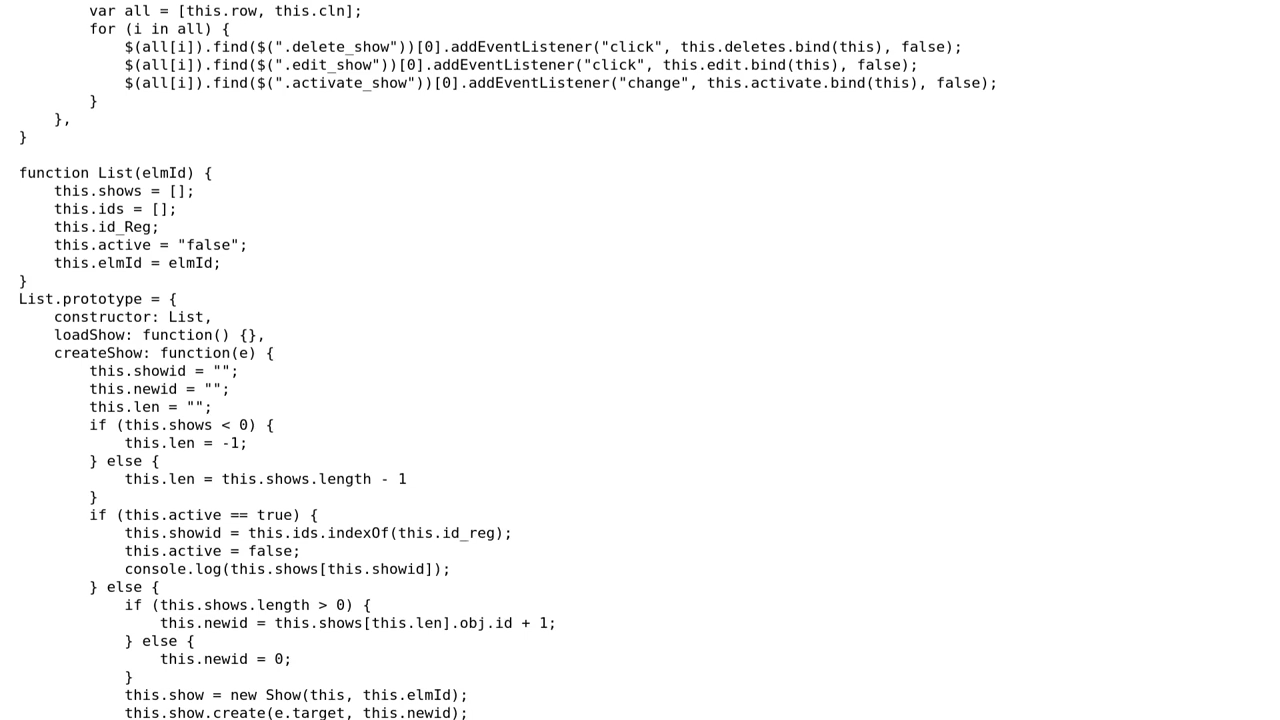 var all = [this.row, this.cln];
        for (i in all) {
            $(all[i]).find($(".delete_show"))[0].addEventListener("click", this.deletes.bind(this), false);
            $(all[i]).find($(".edit_show"))[0].addEventListener("click", this.edit.bind(this), false);
            $(all[i]).find($(".activate_show"))[0].addEventListener("change", this.activate.bind(this), false);
        }
    },
}

function List(elmId) {
    this.shows = [];
    this.ids = [];
    this.id_Reg;
    this.active = "false";
    this.elmId = elmId;
}
List.prototype = {
    constructor: List,
    loadShow: function() {},
    createShow: function(e) {
        this.showid = "";
        this.newid = "";
        this.len = "";
        if (this.shows < 0) {
            this.len = -1;
        } else {
            this.len = this.shows.length - 1
        }
        if (this.active == true) {
            this.showid = this.ids.indexOf(this.id_reg);
            this.active = false;
            console.log(this.shows[this.showid]);
        } else {
            if (this.shows.length > 0) {
                this.newid = this.shows[this.len].obj.id + 1;
            } else {
                this.newid = 0;
            }
            this.show = new Show(this, this.elmId);
            this.show.create(e.target, this.newid);